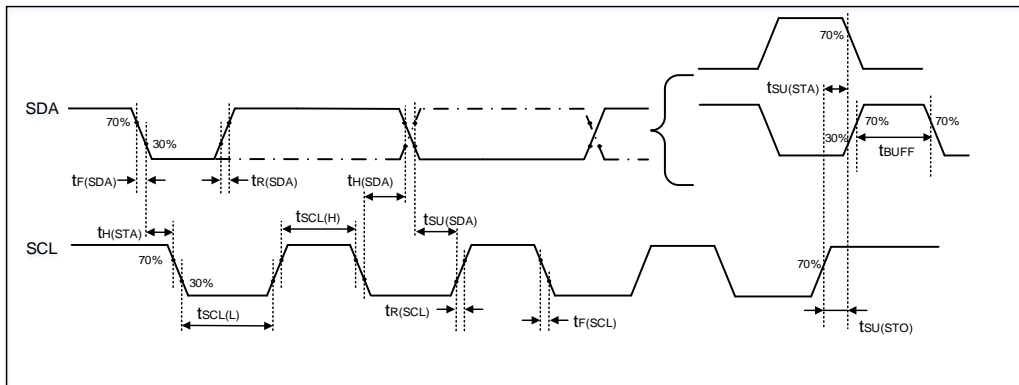 70%
tSU(STA)
SDA
70%
30%
30%
70%
70%
tBUFF
tF(SDA)
tR(SDA)
tH(SDA)
tSCL(H)
tSU(SDA)
tH(STA)
SCL
70%
30%
70%
tSCL(L)
tR(SCL)
tF(SCL)
tSU(STO)